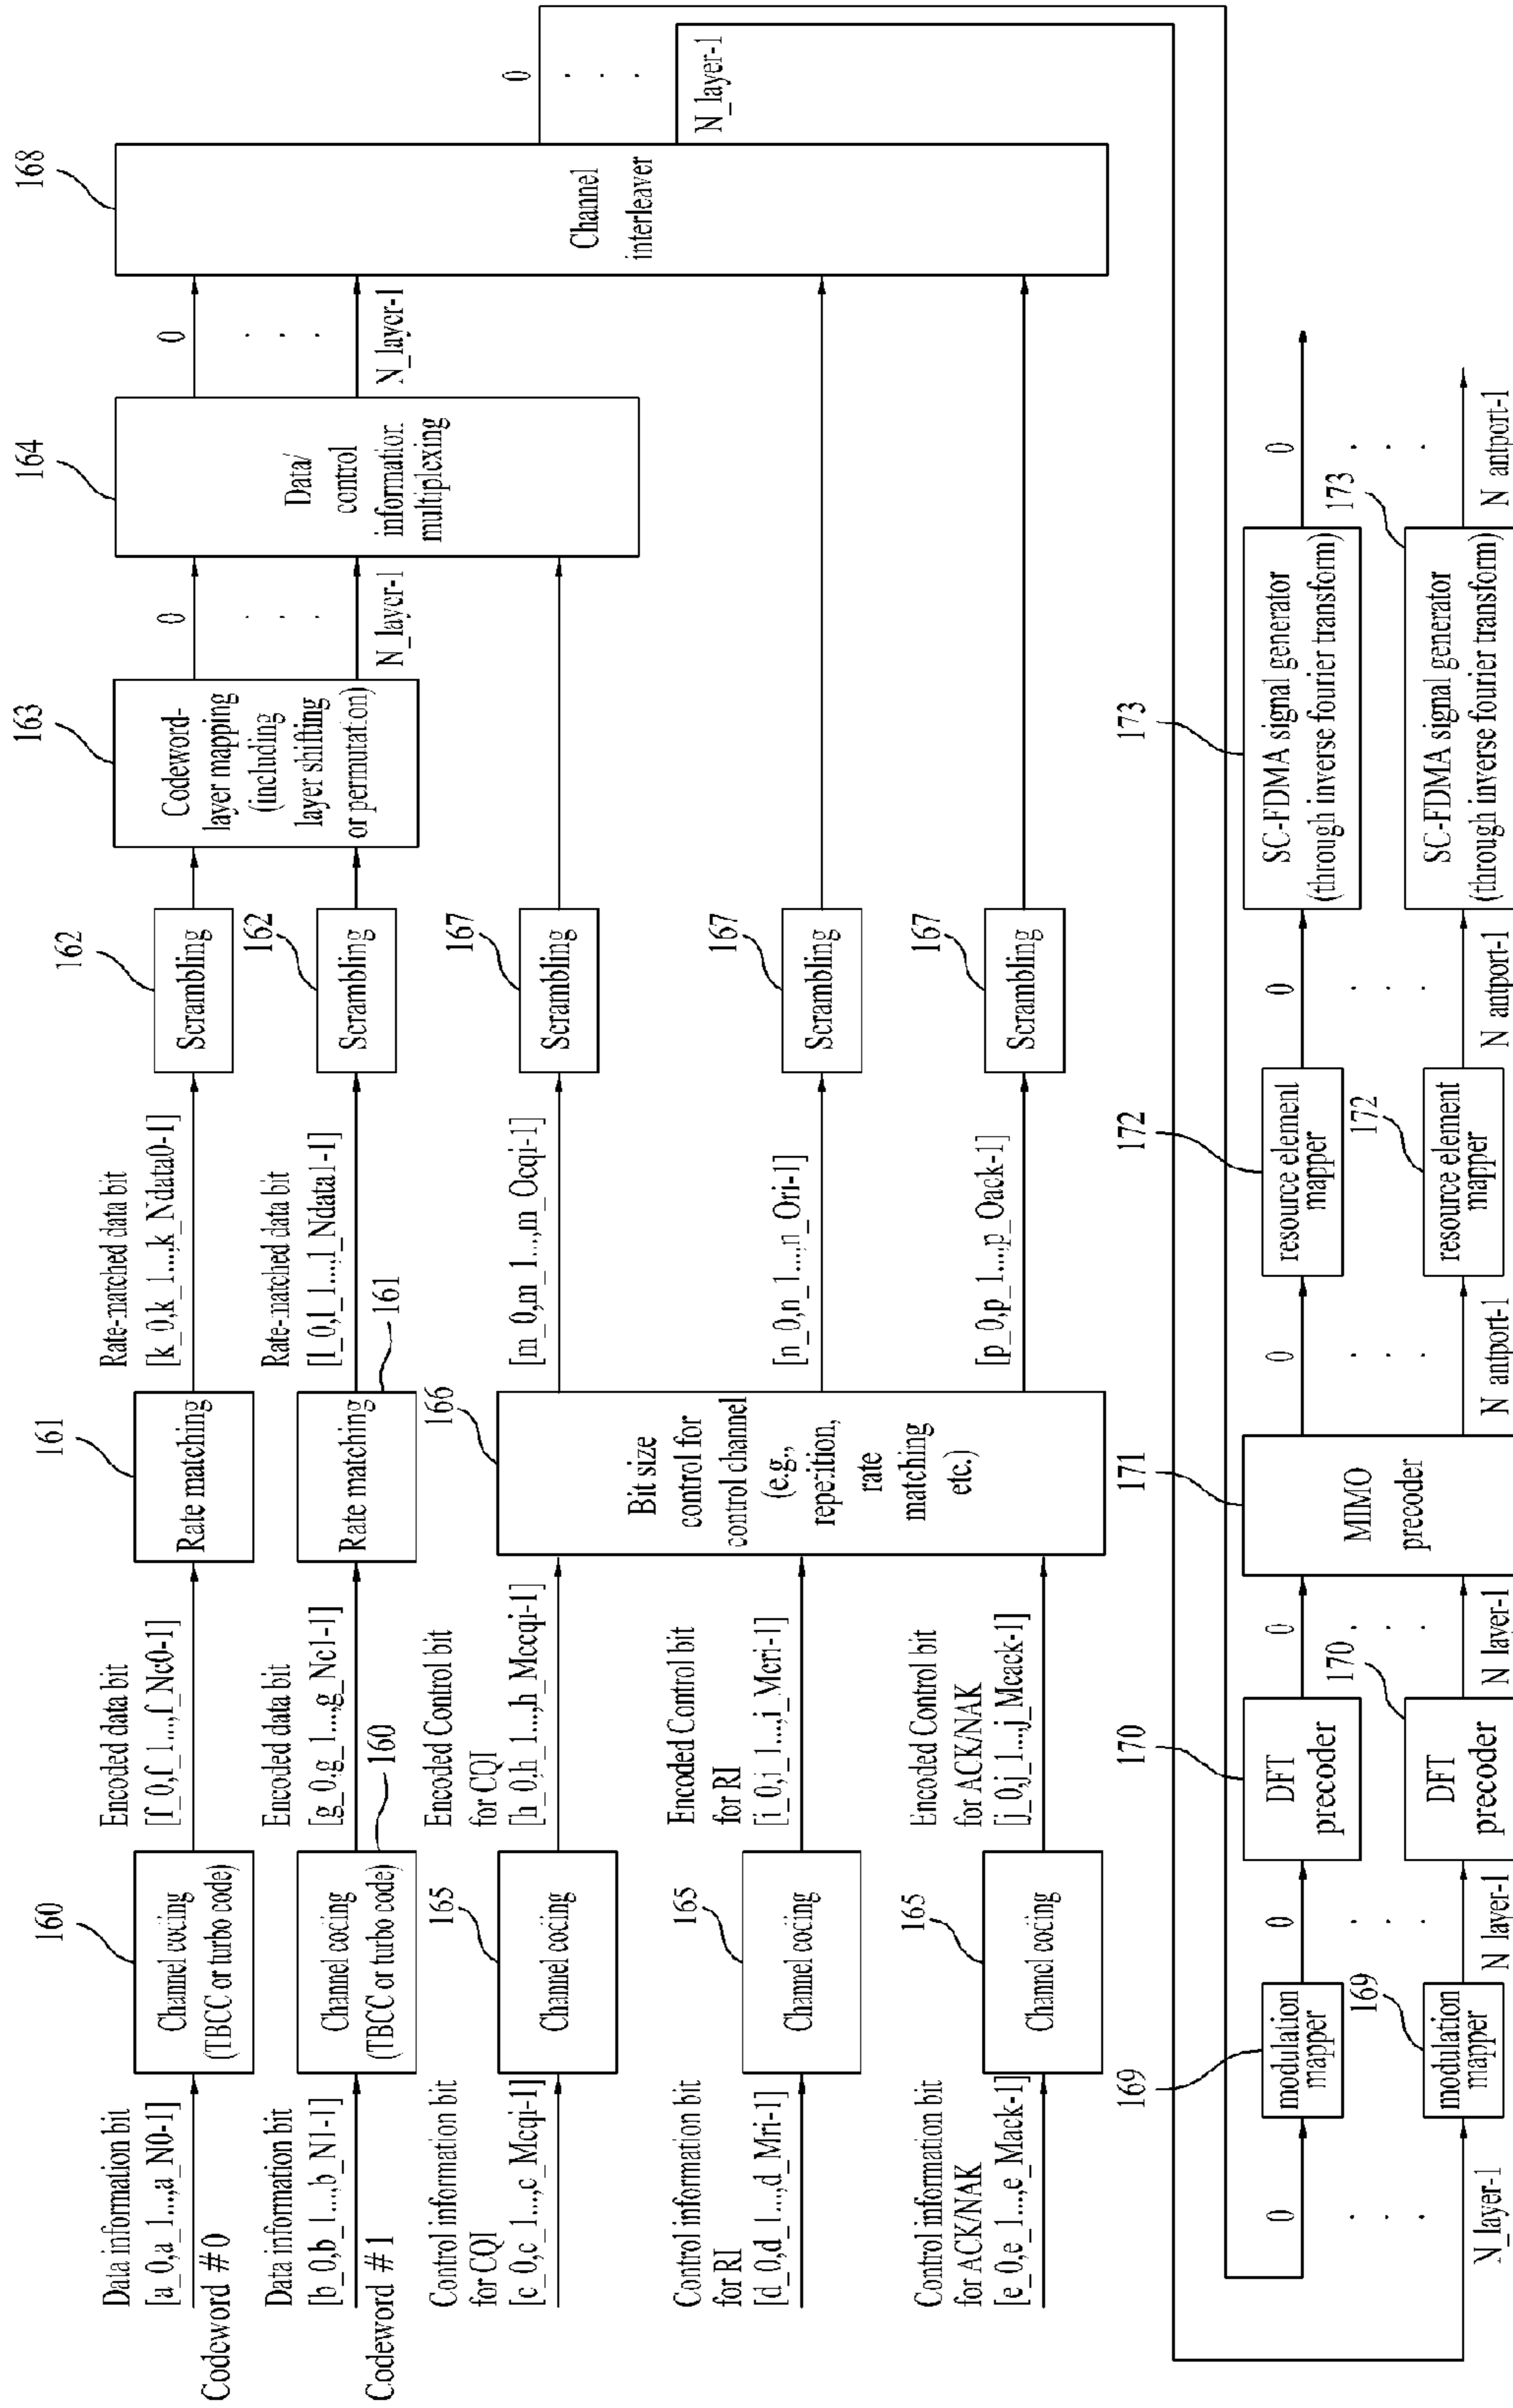 Data information bit
[a_0,a_1...,a_N0-1]
Codeword #0
160
Channel cocing
(TBCC or turbo code)
Encoded data bit
[f_0,f_1...,f_Nc0-1]
161
Rate matching
Rate-matched data bit
[k_0,k_1...,k_Ndata0-1]
162
Scrambling
Data information bit
[b_0,b_1...,b_N1-1]
Codeword #1
Channel cocing
(TBCC or turbo code)
160
Encoded data bit
[g_0,g_1...,g_Nc1-1]
Rate matching
161
Rate-matched data bit
[l_0,l_1...,l_Ndata1-1]
162
Scrambling
163
Codeword-
layer mapping
(including
layer shifting
or permutation)
0
. . .
N_layer-1
164
Data/
control
information
multiplexing
0
. . .
N_layer-1
168
Channel
interleaver
0
. . .
N_layer-1
Control information bit
for CQI
[c_0,c_1...,c_Mcqi-1]
165
Channel cocing
Encoded Control bit
for CQI
[h_0,h_1...,h_Mccqi-1]
166
Bit size
control for
control channel
(e.g.,
repetition,
rate
matching
etc.)
[m_0,m_1...,m_Ocqi-1]
167
Scrambling
Control information bit
for RI
[d_0,d_1...,d_Mri-1]
165
Channel cocing
Encoded Control bit
for RI
[i_0,i_1...,i_Mcri-1]
[n_0,n_1...,n_Ori-1]
167
Scrambling
Control information bit
for ACK/NAK
[e_0,e_1...,e_Mack-1]
165
Channel cocing
Encoded Control bit
for ACK/NAK
[j_0,j_1...,j_Mcack-1]
[p_0,p_1...,p_Oack-1]
167
Scrambling
0
. . .
N_layer-1
169
modulation
mapper
169
modulation
mapper
0
. . .
N_layer-1
170
DFT
precoder
170
DFT
precoder
0
. . .
N_layer-1
171
MIMO
precoder
0
. . .
N_antport-1
172
resource element
mapper
172
resource element
mapper
0
. . .
N_antport-1
173
SC-FDMA signal generator
(through inverse fourier transform)
173
SC-FDMA signal generator
(through inverse fourier transform)
0
. . .
N_antport-1